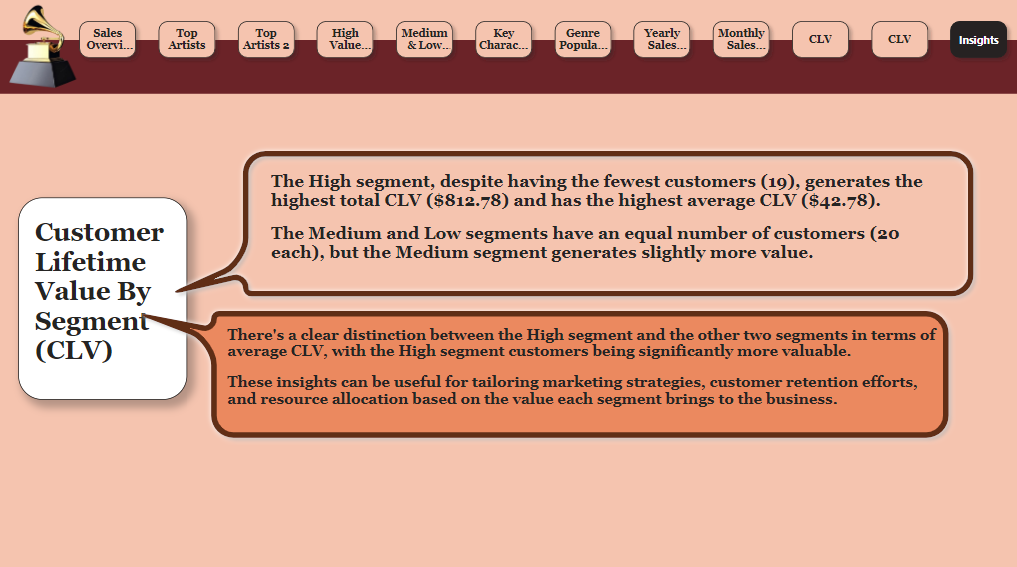 Sales
Overvi...
Top
Artists
Top
Artists 2
High
Value...
Medium
& Low...
Key
Charac...
Genre
Popula...
Yearly
Sales...
Monthly
Sales...
CLV
CLV
Insights
The High segment, despite having the fewest customers (19), generates the
highest total CLV ($812.78) and has the highest average CLV ($42.78).
The Medium and Low segments have an equal number of customers (20
each), but the Medium segment generates slightly more value.
Customer
Lifetime
Value By
Segment
(CLV)
There's a clear distinction between the High segment and the other two segments in terms of
average CLV, with the High segment customers being significantly more valuable.
These insights can be useful for tailoring marketing strategies, customer retention efforts,
and resource allocation based on the value each segment brings to the business.